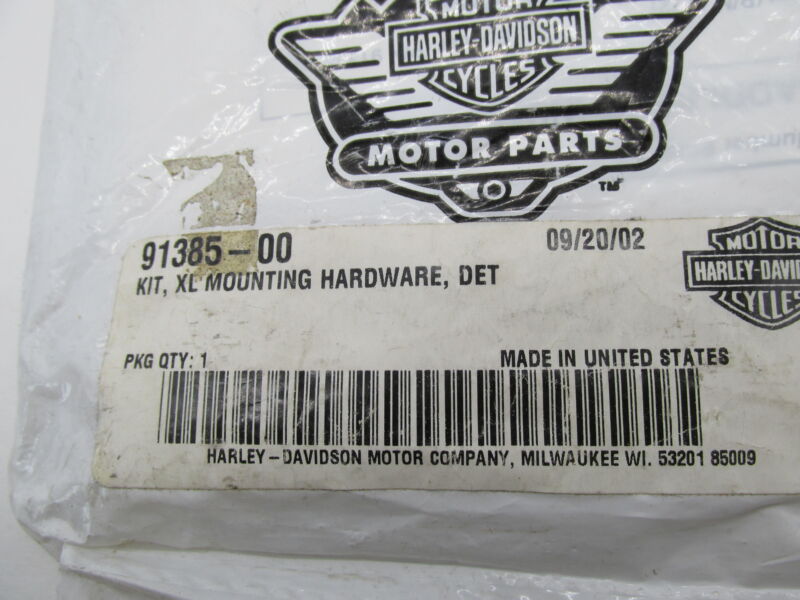 MOTOR
HARLEY-DAVIDSON
CYCLES
MOTOR PARTS
TM
91385-00
09/20/02
KIT, XL MOUNTING HARDWARE, DET
MOTOR
HARLEY-DAVI
CYCLES
PKG QTY: 1
MADE IN UNITED STATES
HARLEY-DAVIDSON MOTOR COMPANY, MILWAUKEE WI. 53201 85009